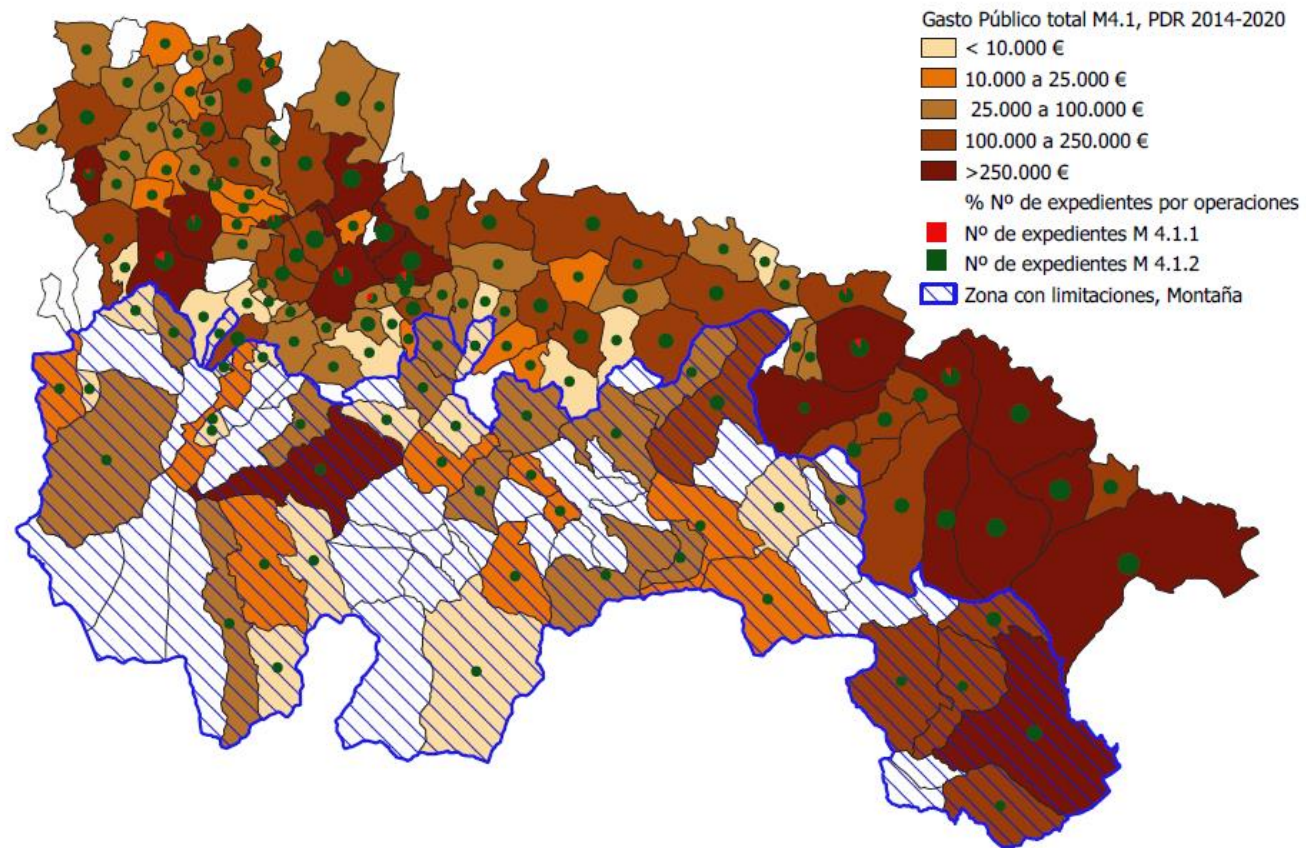 Gasto Público total M4.1, PDR 2014-2020
< 10.000 €
10.000 a 25.000 €
25.000 a 100.000 €
100.000 a 250.000 €
>250.000 €
% Nº de expedientes por operaciones
Nº de expedientes M 4.1.1
Nº de expedientes M 4.1.2
Zona con limitaciones, Montaña